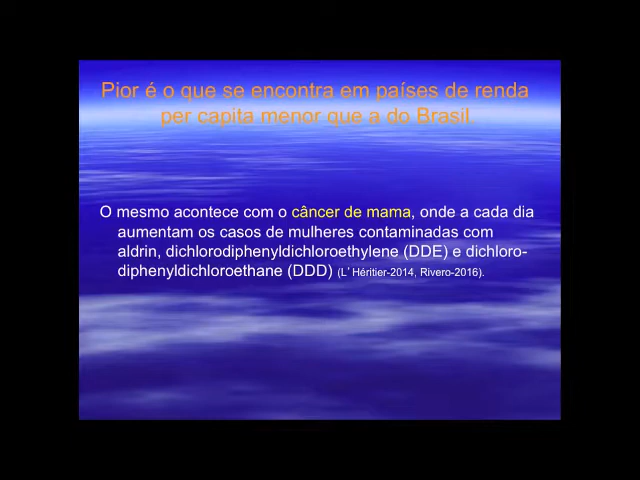 Pior é o que se encontra em países de renda
per capita menor que a do Brasil.
O mesmo acontece com o câncer de mama, onde a cada dia
aumentam os casos de mulheres contaminadas com
aldrin, dichlorodiphenyldichloroethylene (DDE) e dichloro-
diphenyldichloroethane (DDD) (L' Héritier-2014, Rivero-2016).